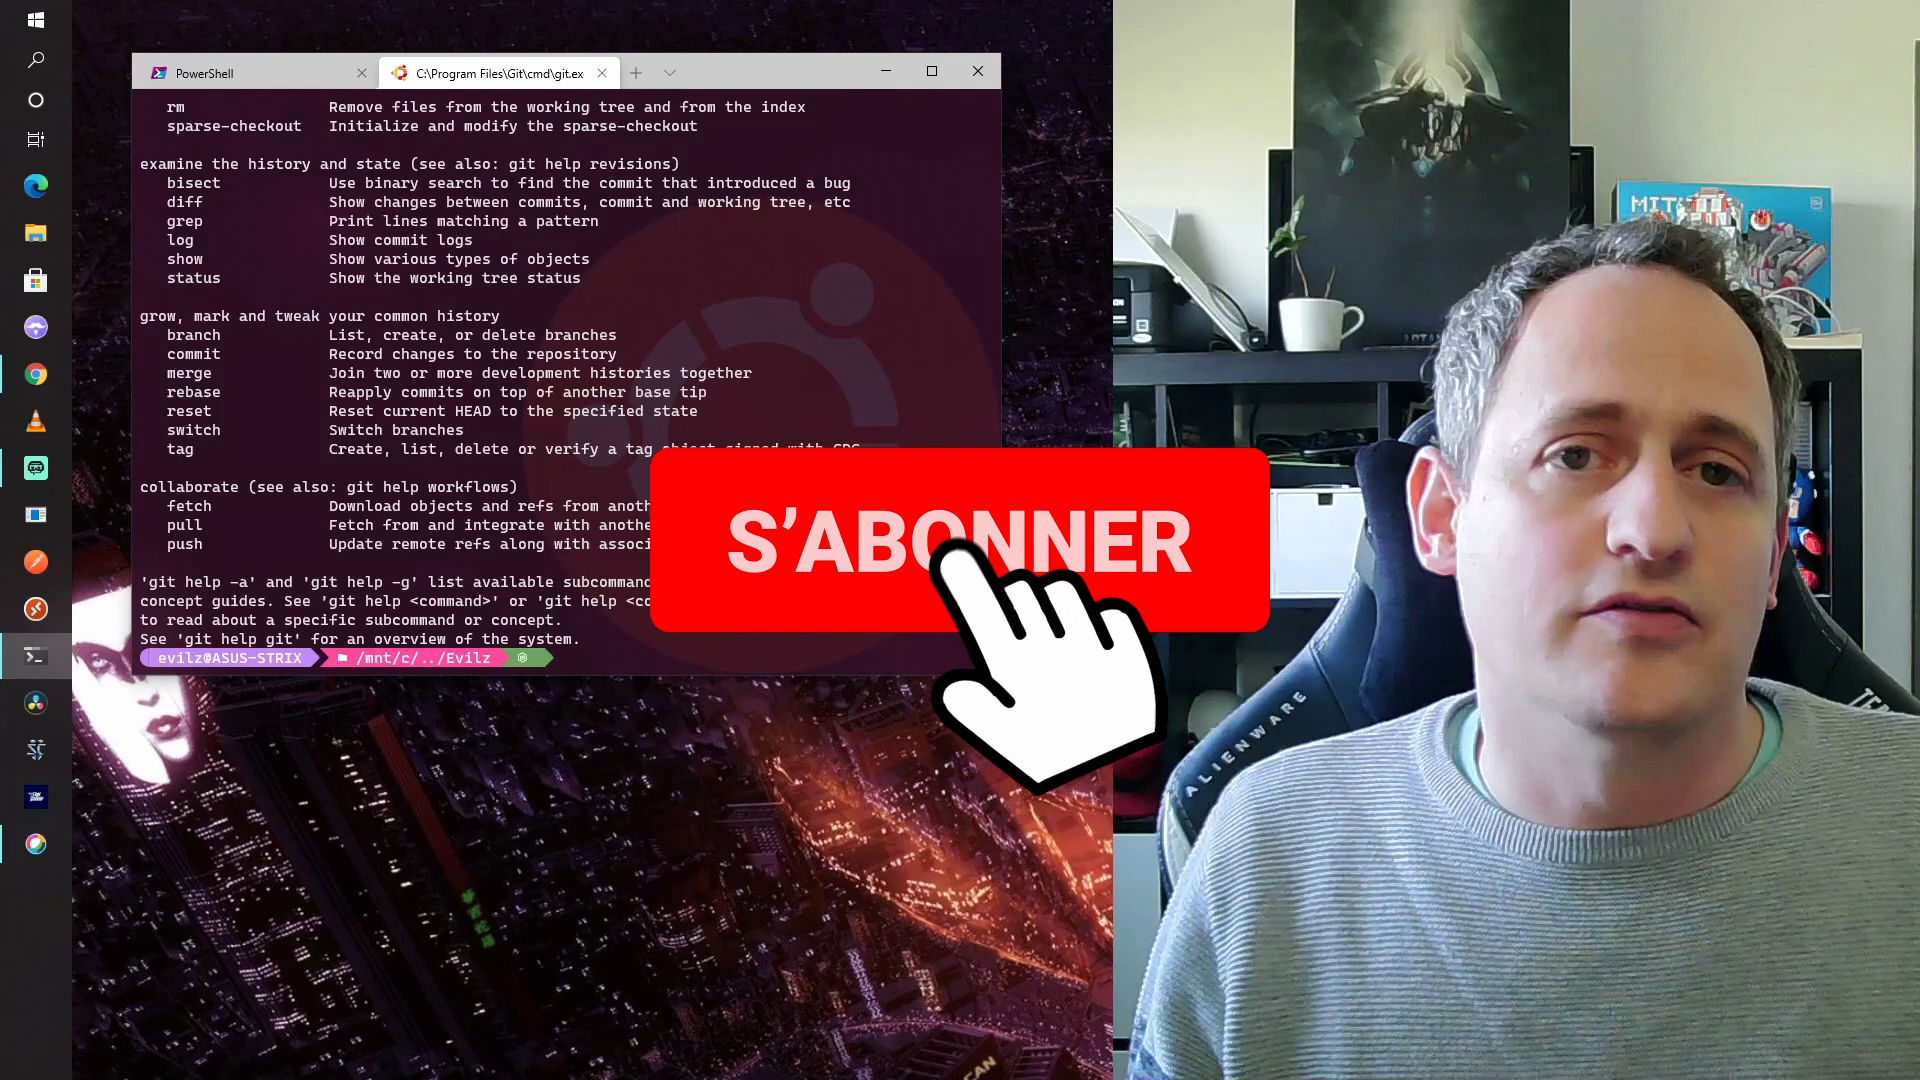 PowerShell
C:\Program Files\Git\cmd\git.ex
rm Remove files from the working tree and from the index
sparse-checkout Initialize and modify the sparse-checkout
examine the history and state (see also: git help revisions)
bisect Use binary search to find the commit that introduced a bug
diff Show changes between commits, commit and working tree, etc
grep Print lines matching a pattern
log Show commit logs
show Show various types of objects
status Show the working tree status
grow, mark and tweak your common history
branch List, create, or delete branches
commit Record changes to the repository
merge Join two or more development histories together
rebase Reapply commits on top of another base tip
reset Reset current HEAD to the specified state
switch Switch branches
tag Create, list, delete or verify a tag object signed with GPG
collaborate (see also: git help workflows)
fetch Download objects and refs from anoth
pull Fetch from and integrate with anothe
push Update remote refs along with associ
'git help -a' and 'git help -g' list available subcommand
concept guides. See 'git help <command>' or 'git help <co
to read about a specific subcommand or concept.
See 'git help git' for an overview of the system.
evilz@ASUS-STRIX /mnt/c/../Evilz
S'ABONNER
ALIENWARE